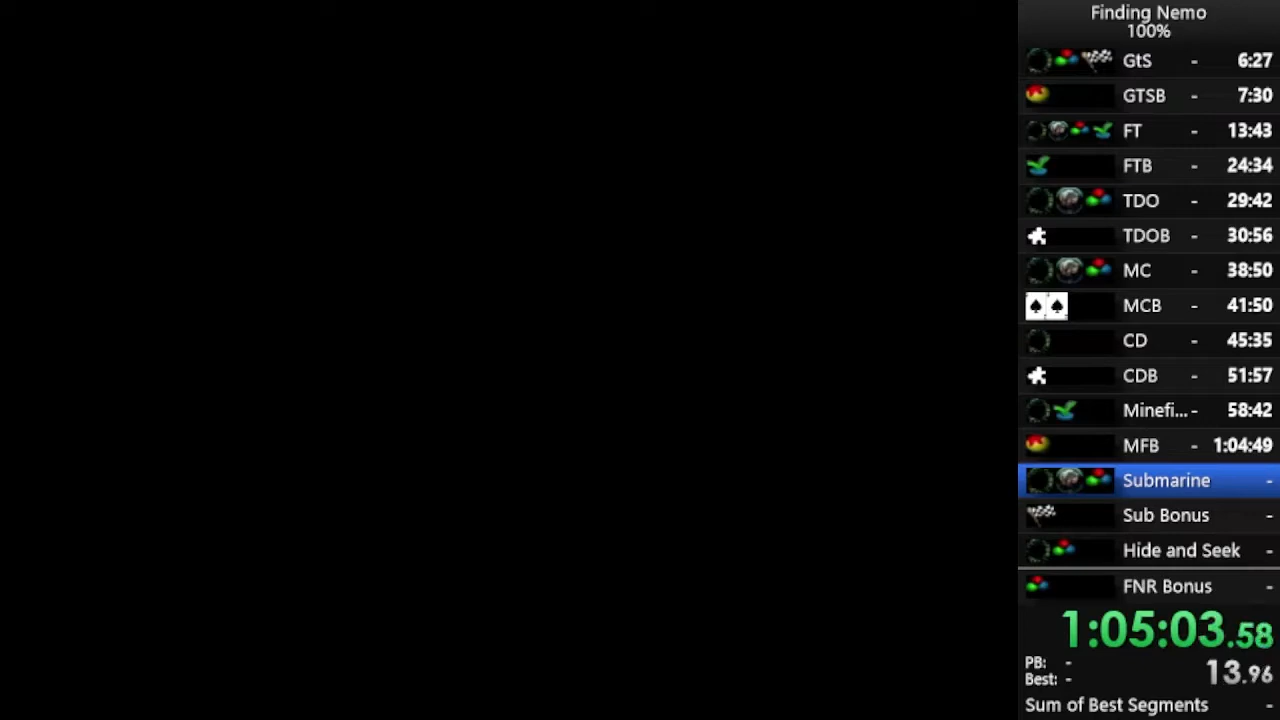 Finding Nemo
100%
GtS - 6:27
GTSB - 7:30
FT - 13:43
FTB - 24:34
TDO - 29:42
TDOB - 30:56
MC - 38:50
MCB - 41:50
CD - 45:35
CDB - 51:57
Minefi... - 58:42
MFB - 1:04:49
Submarine -
Sub Bonus -
Hide and Seek -
FNR Bonus -
1:05:03.58
PB: - 13.96
Best: -
Sum of Best Segments -